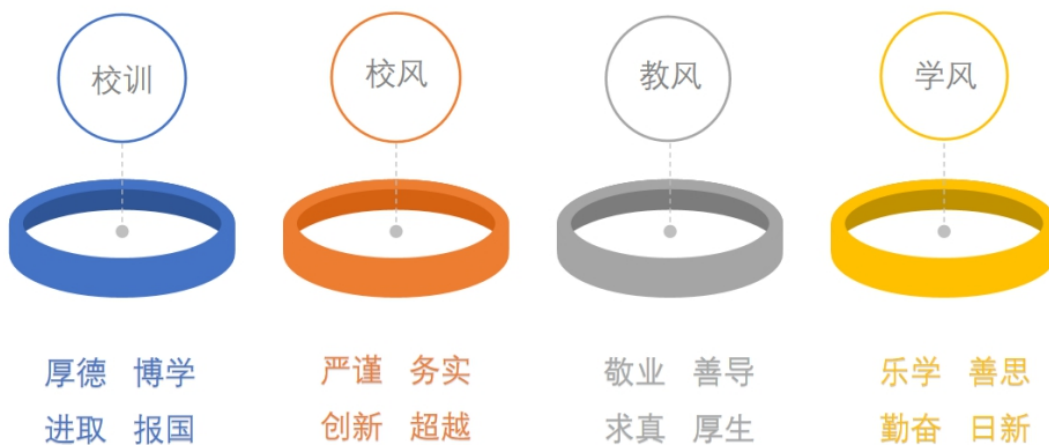 校训
校风
教风
学风
厚德 博学
进取 报国
严谨 务实
创新 超越
敬业 善导
求真 厚生
乐学 善思
勤奋 日新